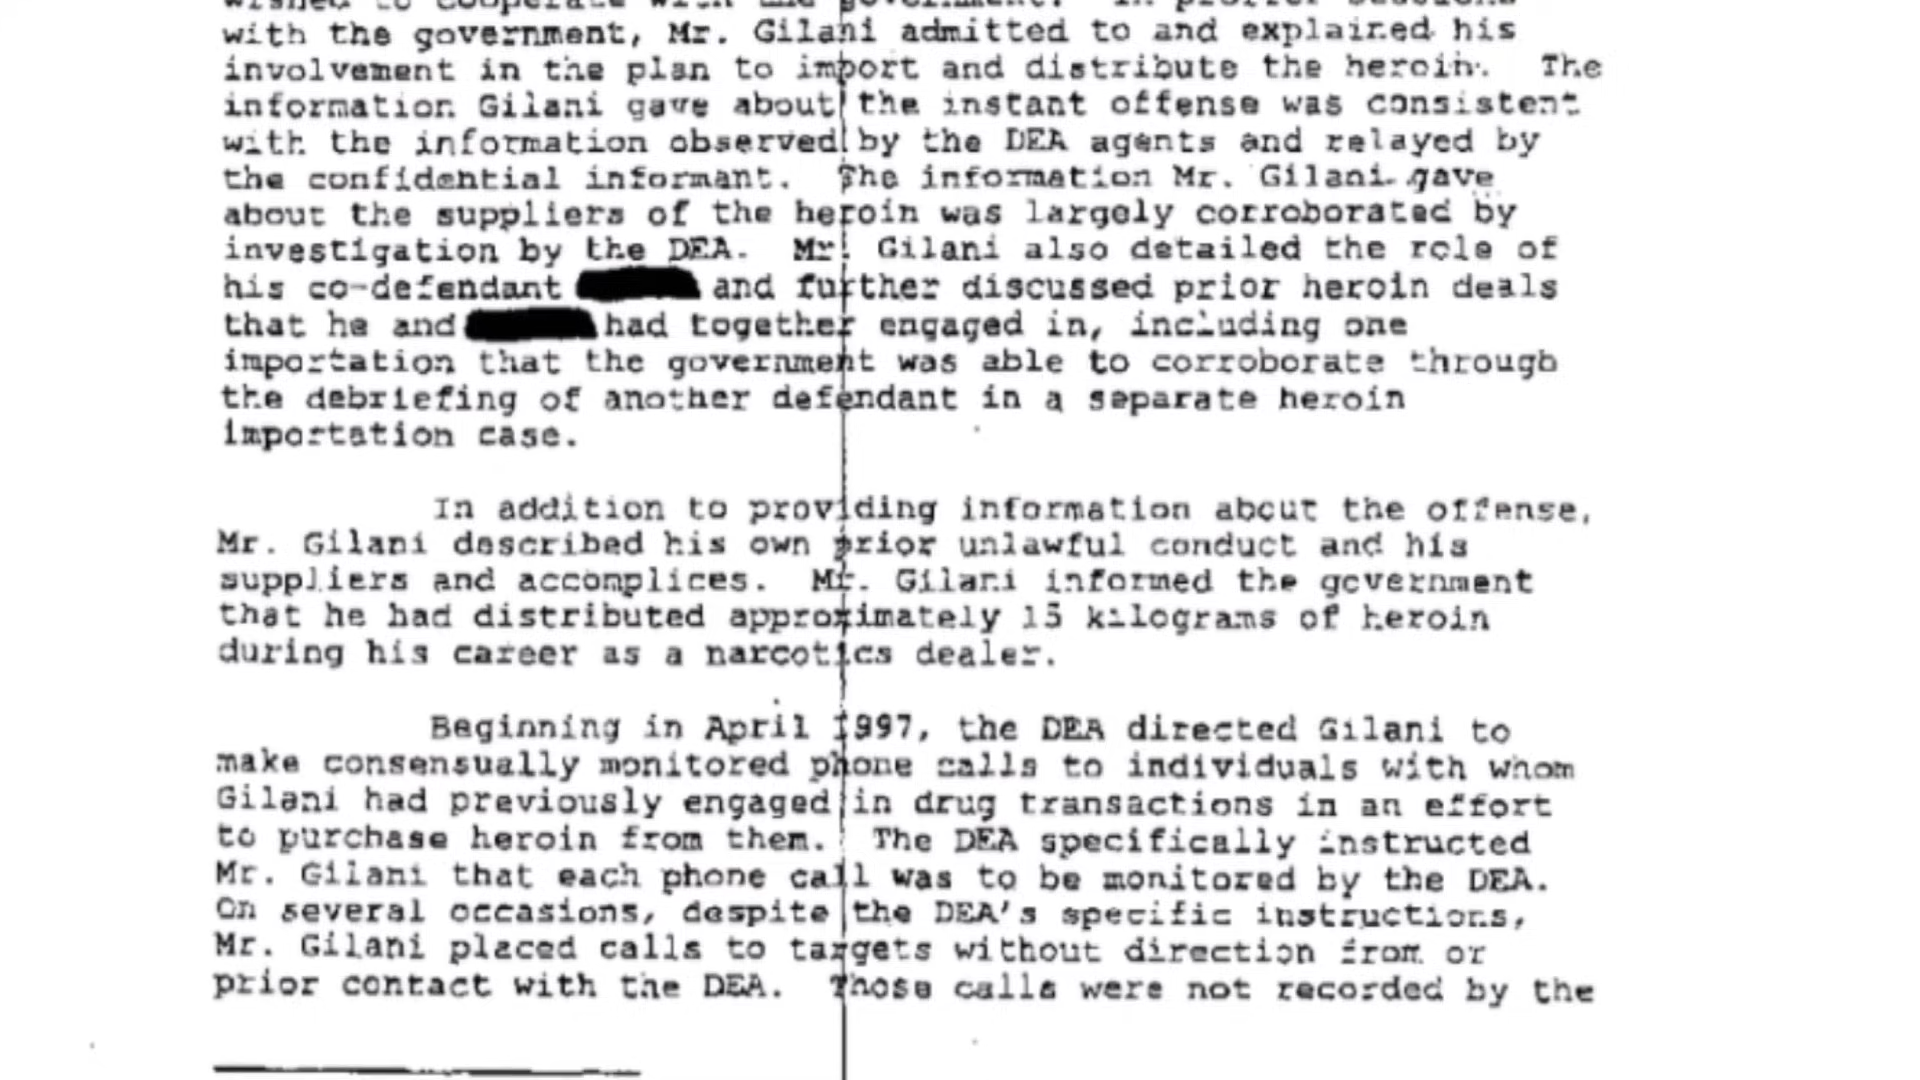 wished to cooperate with the government. In proffer sessions
with the government, Mr. Gilani admitted to and explained his
involvement in the plan to import and distribute the heroin. The
information Gilani gave about the instant offense was consistent
with the information observed by the DEA agents and relayed by
the confidential informant. The information Mr. Gilani gave
about the suppliers of the heroin was largely corroborated by
investigation by the DEA. Mr. Gilani also detailed the role of
his co-defendant and further discussed prior heroin deals
that he and had together engaged in, including one
importation that the government was able to corroborate through
the debriefing of another defendant in a separate heroin
importation case.
In addition to providing information about the offense,
Mr. Gilani described his own prior unlawful conduct and his
suppliers and accomplices. Mr. Gilani informed the government
that he had distributed approximately 15 kilograms of heroin
during his career as a narcotics dealer.
Beginning in April 1997, the DEA directed Gilani to
make consensually monitored phone calls to individuals with whom
Gilani had previously engaged in drug transactions in an effort
to purchase heroin from them. The DEA specifically instructed
Mr. Gilani that each phone call was to be monitored by the DEA.
On several occasions, despite the DEA's specific instructions,
Mr. Gilani placed calls to targets without direction from or
prior contact with the DEA. Those calls were not recorded by the